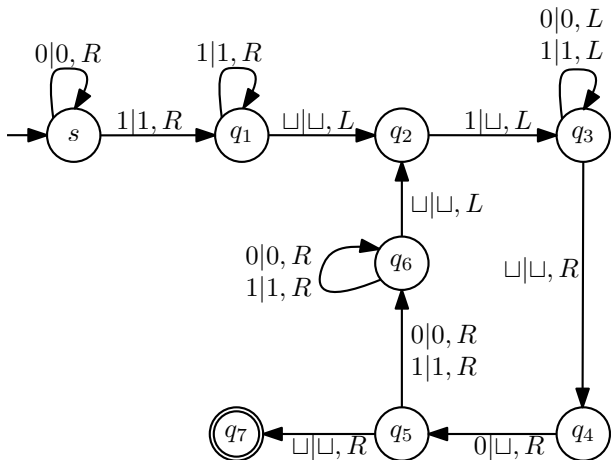 0|0, R
1|1, R
0|0, L
1|1, L
s
1|1, R
q1
⊔|⊔, L
q2
1|⊔, L
q3
⊔|⊔, L
0|0, R
1|1, R
q6
⊔|⊔, R
0|0, R
1|1, R
q7
⊔|⊔, R
q5
0|⊔, R
q4